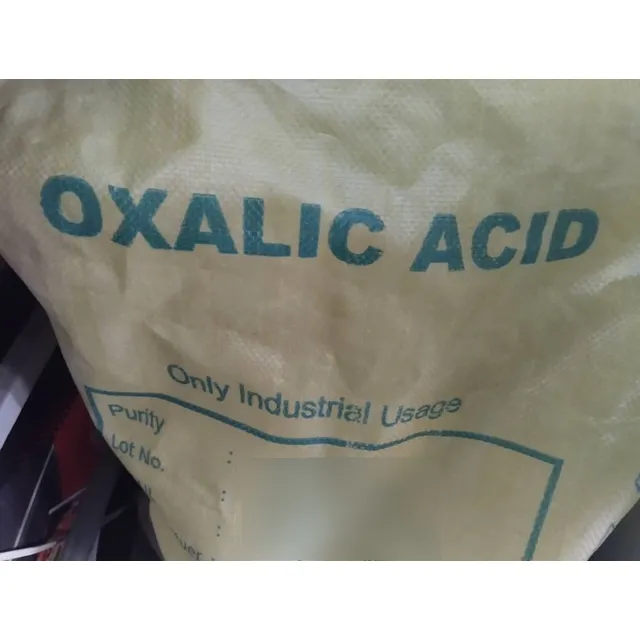 OXALIC ACID
Only Industrial Usage
Purity :
Lot No. :
: